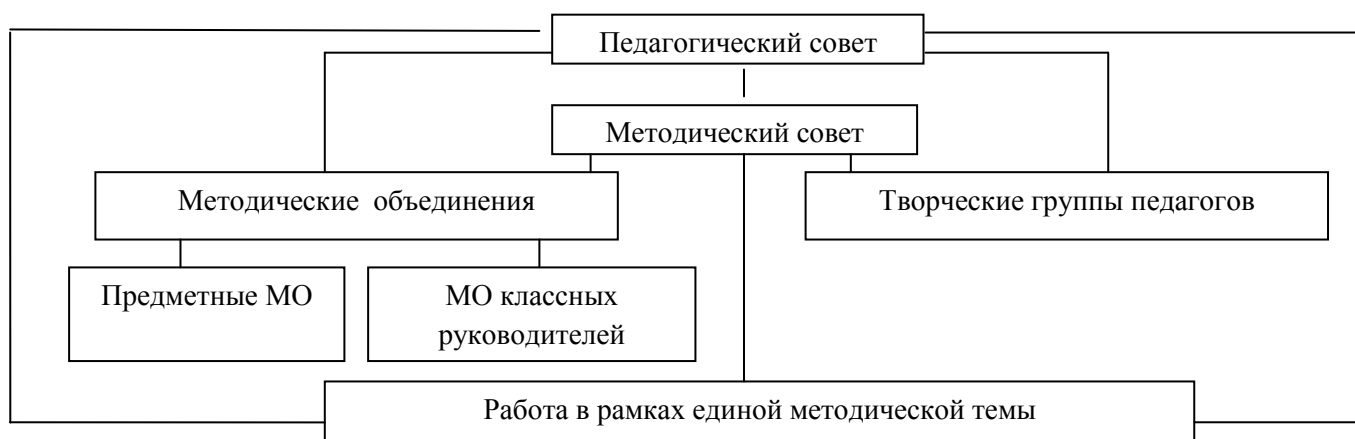 Педагогический совет
Методический совет
Методические объединения
Творческие группы педагогов
Предметные МО
МО классных
руководителей
Работа в рамках единой методической темы